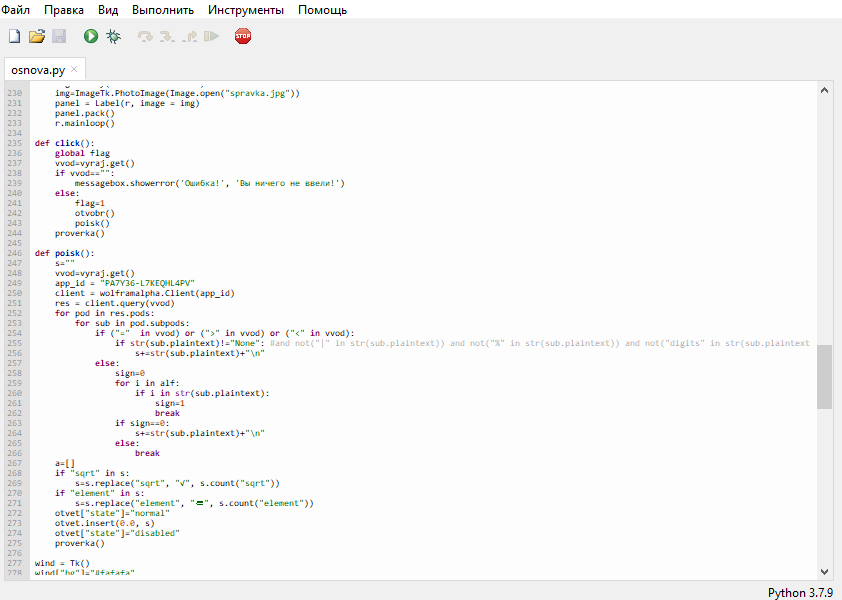 Файл Правка Вид Выполнить Инструменты Помощь
STOP
osnova.py ×
230 img=ImageTk.PhotoImage(Image.open("spravka.jpg"))
231 panel = Label(r, image = img)
232 panel.pack()
233 r.mainloop()
234
235 def click():
236 global flag
237 vvod=vyraj.get()
238 if vvod=="":
239 messagebox.showerror('Ошибка!', 'Вы ничего не ввели!')
240 else:
241 flag=1
242 otvobr()
243 poisk()
244 proverka()
245
246 def poisk():
247 s=""
248 vvod=vyraj.get()
249 app_id = "PA7Y36-L7KEQHL4PV"
250 client = wolframalpha.Client(app_id)
251 res = client.query(vvod)
252 for pod in res.pods:
253 for sub in pod.subpods:
254 if ("=" in vvod) or (">" in vvod) or ("<" in vvod):
255 if str(sub.plaintext)!="None": #and not("|" in str(sub.plaintext)) and not("%" in str(sub.plaintext)) and not("digits" in str(sub.plaintext
256 s+=str(sub.plaintext)+"\n"
257 else:
258 sign=0
259 for i in alf:
260 if i in str(sub.plaintext):
261 sign=1
262 break
263 if sign==0:
264 s+=str(sub.plaintext)+"\n"
265 else:
266 break
267 a=[]
268 if "sqrt" in s:
269 s=s.replace("sqrt", "√", s.count("sqrt"))
270 if "element" in s:
271 s=s.replace("element", "=", s.count("element"))
272 otvet["state"]="normal"
273 otvet.insert(0.0, s)
274 otvet["state"]="disabled"
275 proverka()
276
277 wind = Tk()
278 wind["bg"]="#fafafa"
Python 3.7.9